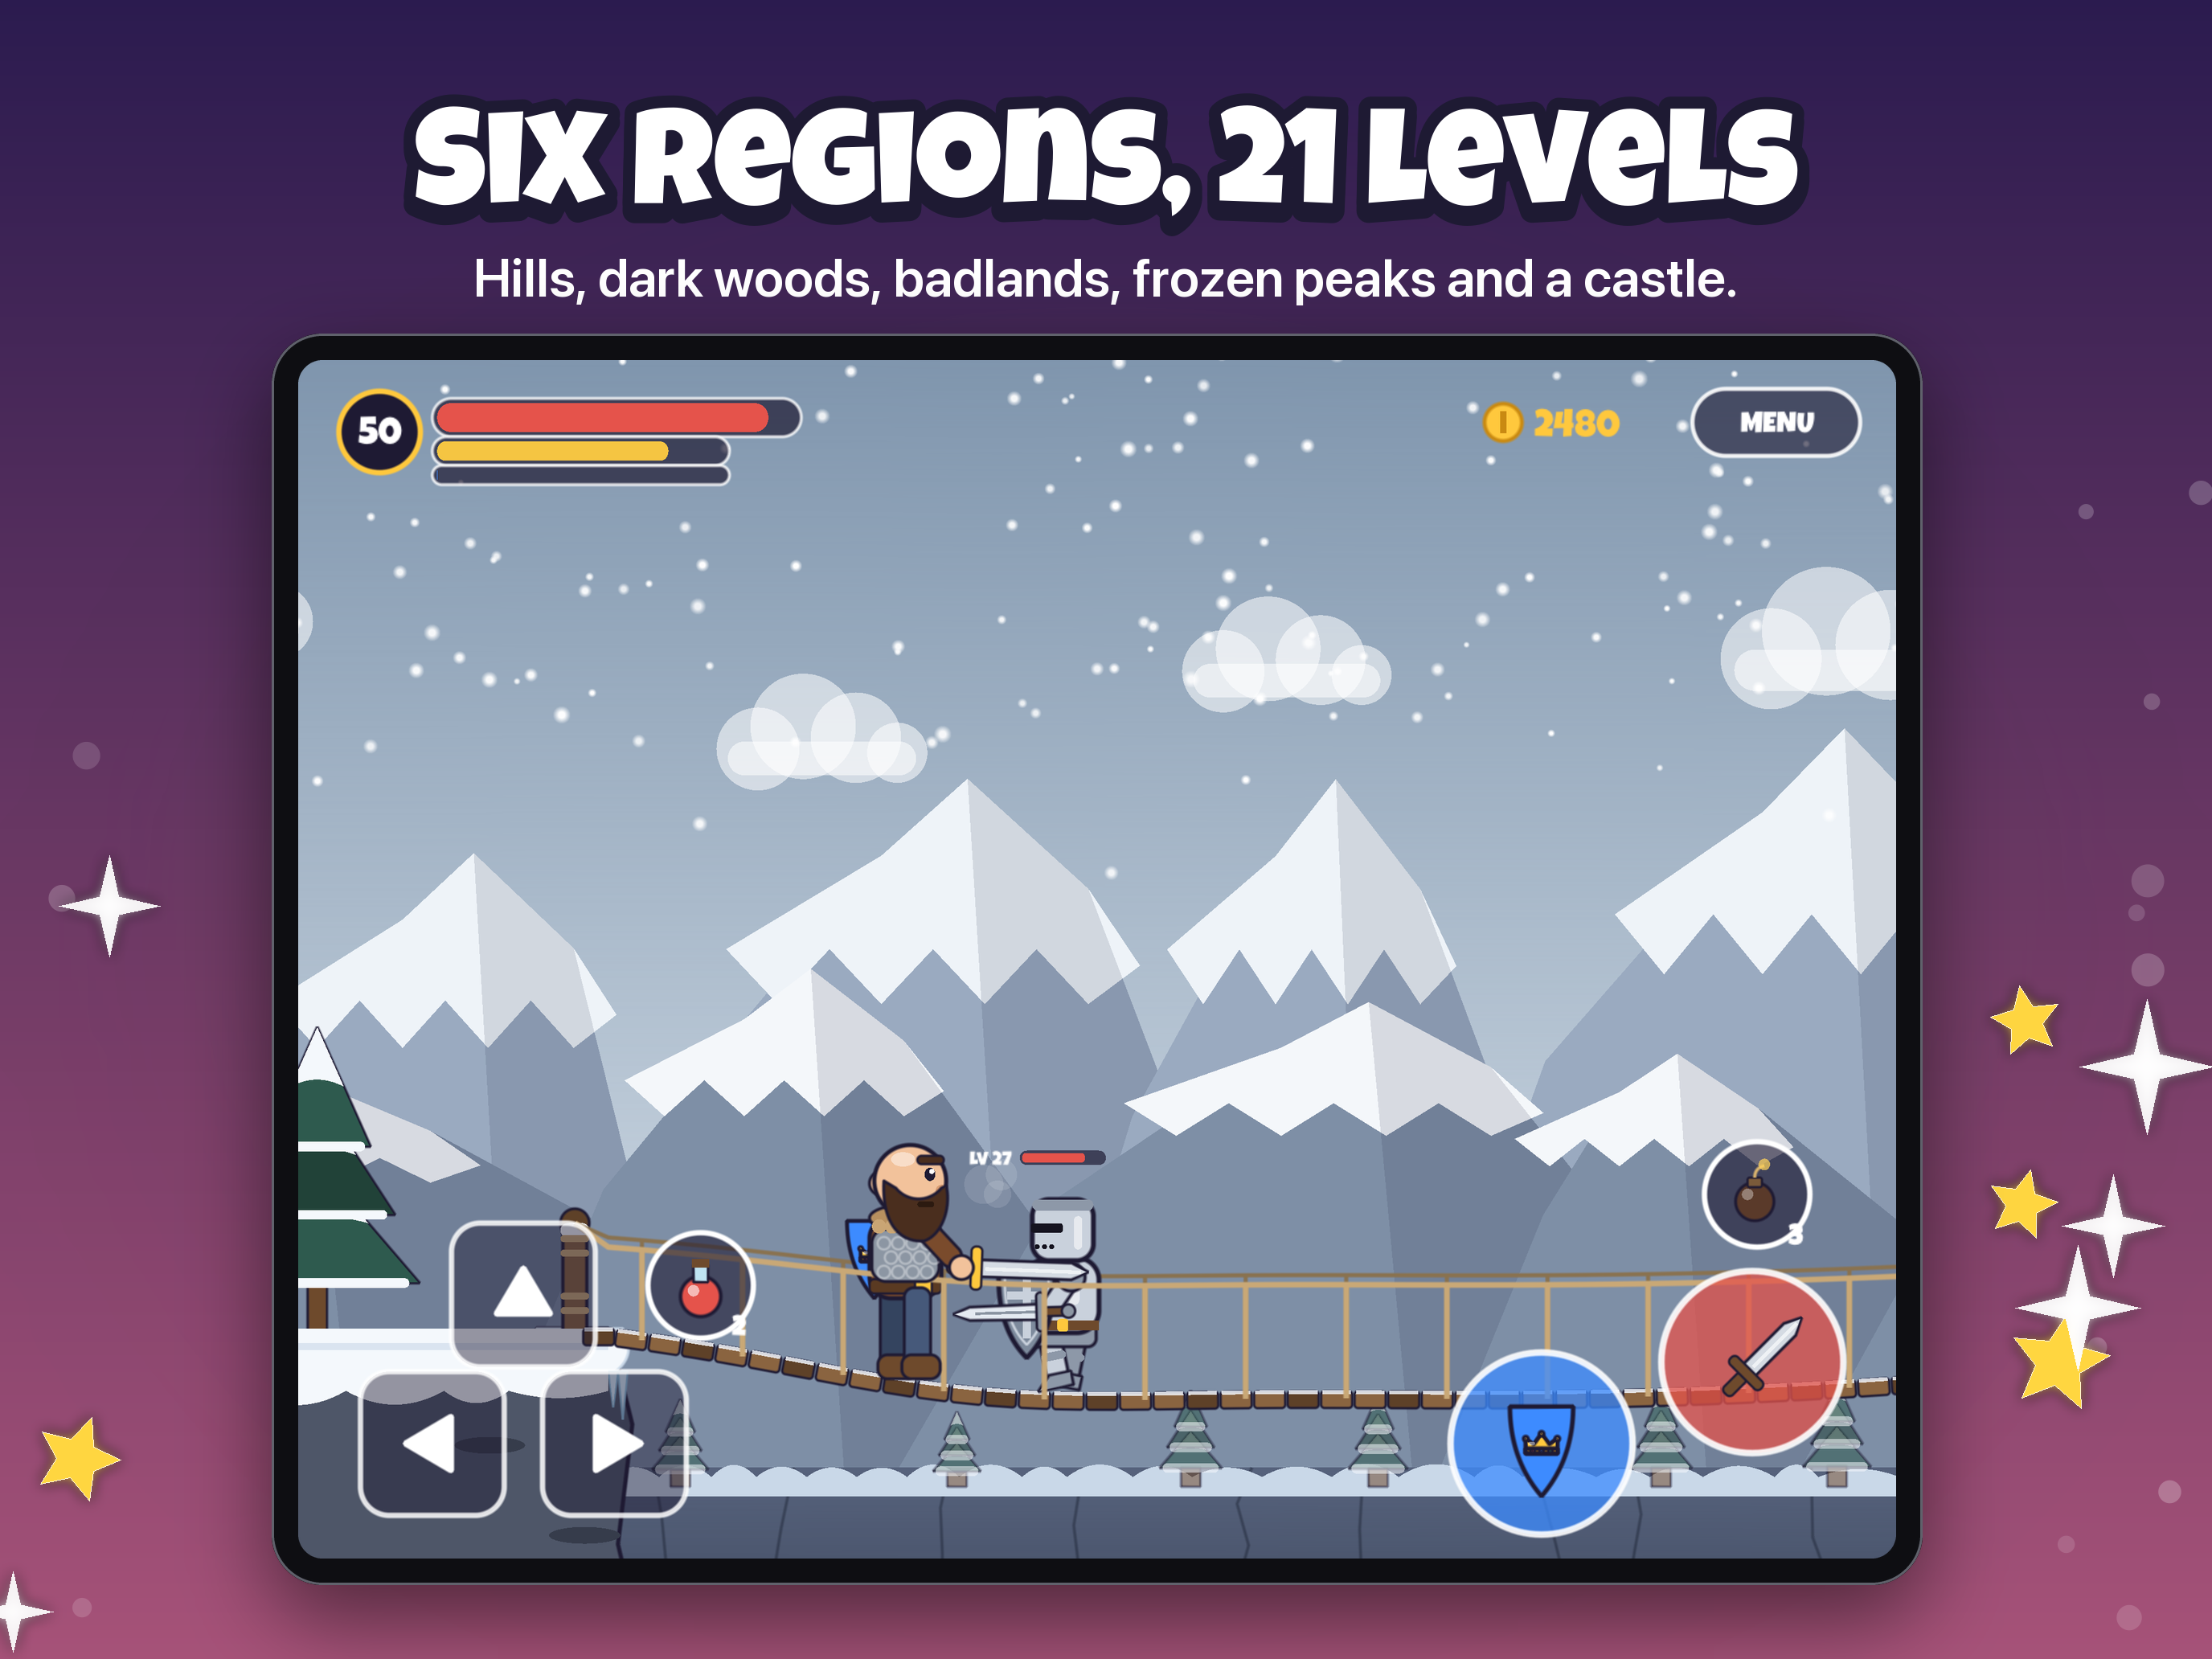 SIX REGIONS, 21 LEVELS
Hills, dark woods, badlands, frozen peaks and a castle.
50
2480
MENU
LV 27
3
2